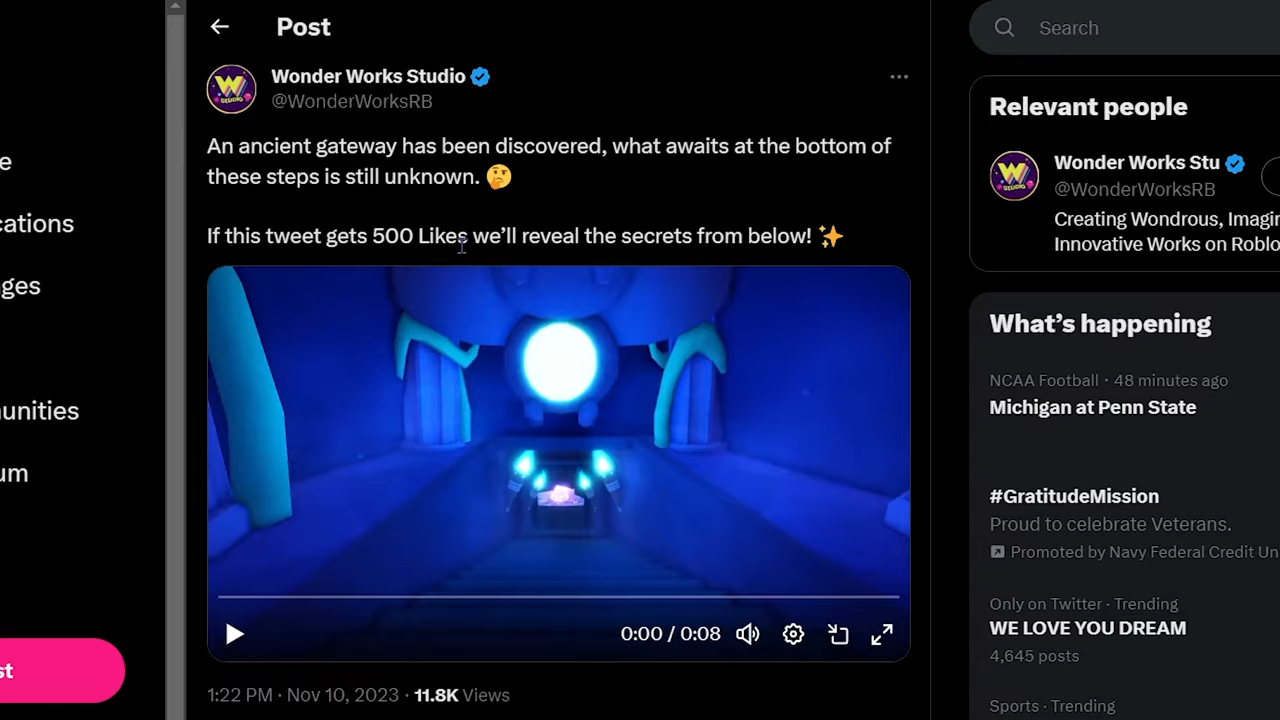 Post
Search
Wonder Works Studio
@WonderWorksRB
An ancient gateway has been discovered, what awaits at the bottom of
these steps is still unknown. 🤔
If this tweet gets 500 Likes we’ll reveal the secrets from below! ✨
0:00 / 0:08
1:22 PM · Nov 10, 2023 · 11.8K Views
e
cations
ges
unities
um
st
Relevant people
Wonder Works Stu
@WonderWorksRB
Creating Wondrous, Imagin
Innovative Works on Roblo
What’s happening
NCAA Football · 48 minutes ago
Michigan at Penn State
#GratitudeMission
Proud to celebrate Veterans.
Promoted by Navy Federal Credit Un
Only on Twitter · Trending
WE LOVE YOU DREAM
4,645 posts
Sports · Trending
W
STUDIO
W
STUDIO